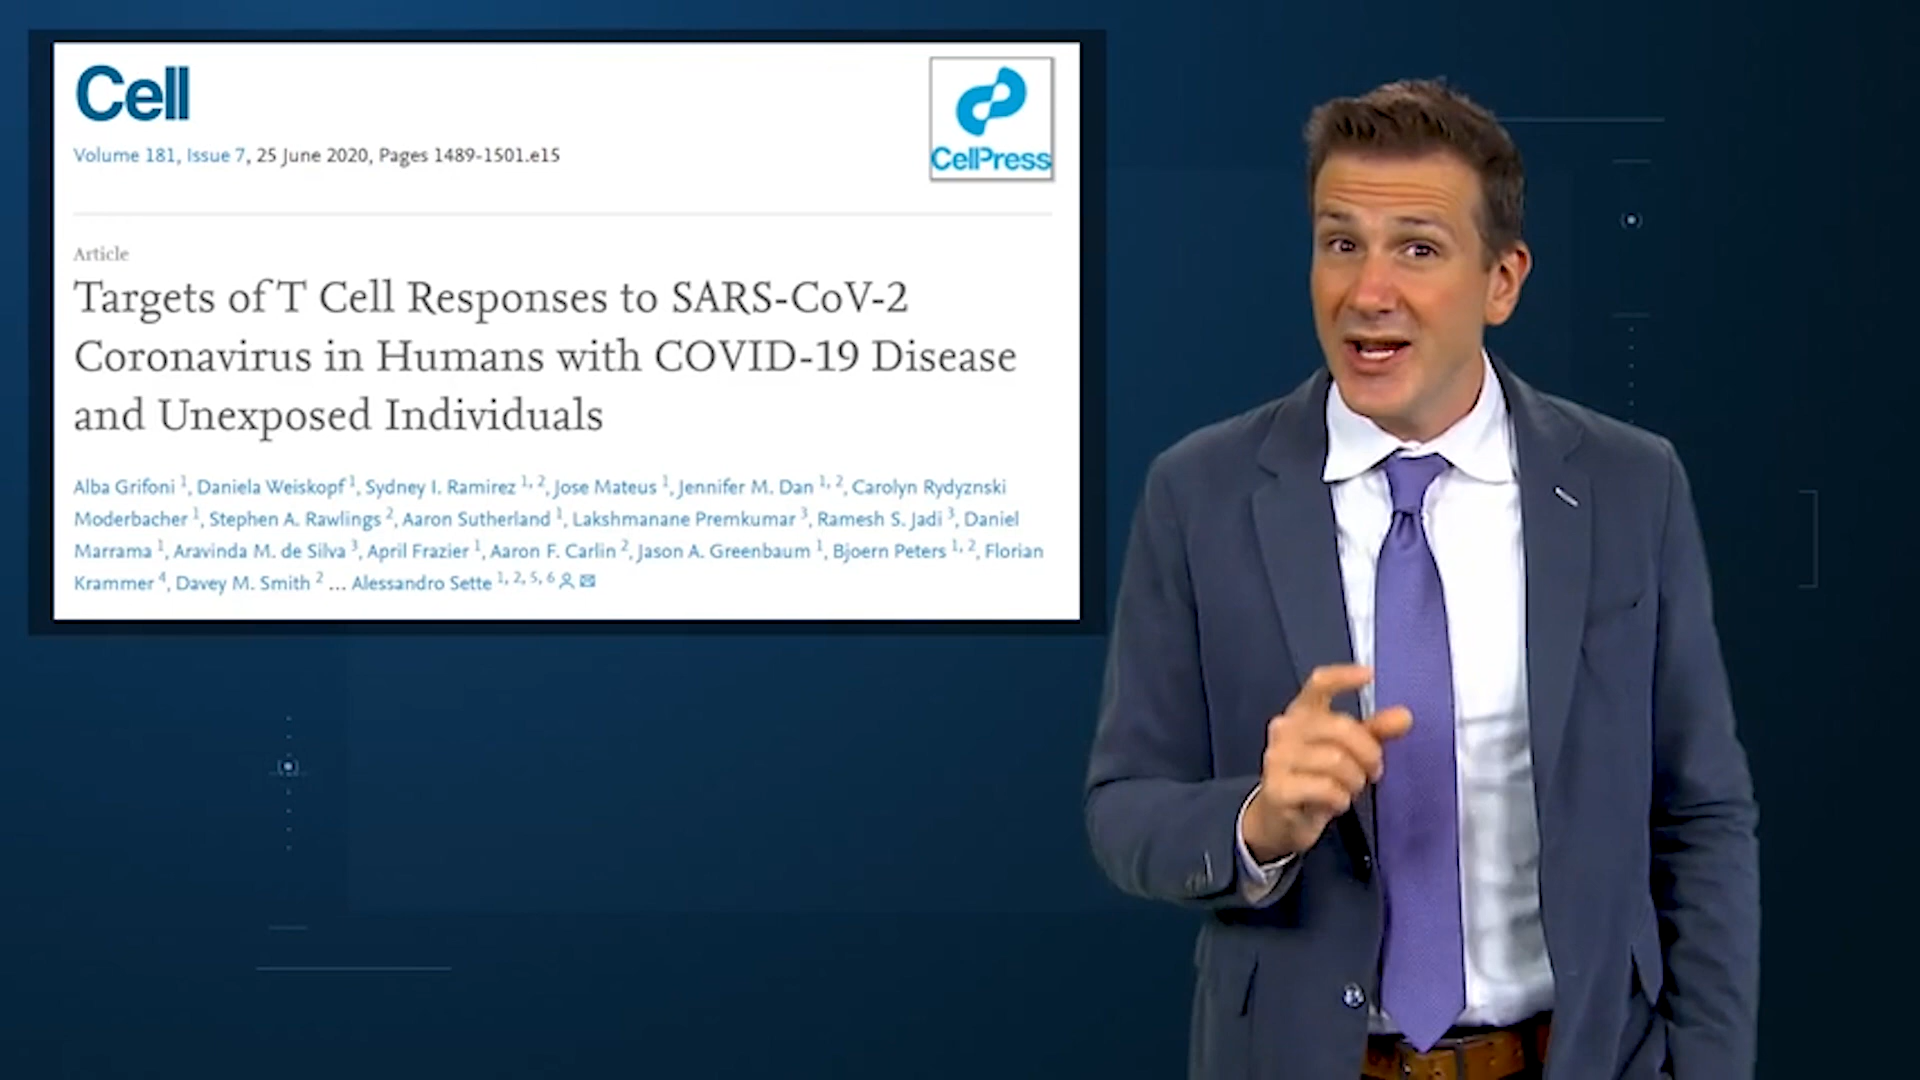 Cell
CellPress
Volume 181, Issue 7, 25 June 2020, Pages 1489-1501.e15
Article
Targets of T Cell Responses to SARS-CoV-2
Coronavirus in Humans with COVID-19 Disease
and Unexposed Individuals
Alba Grifoni 1, Daniela Weiskopf 1, Sydney I. Ramirez 1, 2, Jose Mateus 1, Jennifer M. Dan 1, 2, Carolyn Rydyznski
Moderbacher 1, Stephen A. Rawlings 2, Aaron Sutherland 1, Lakshmanane Premkumar 3, Ramesh S. Jadi 3, Daniel
Marrama 1, Aravinda M. de Silva 3, April Frazier 1, Aaron F. Carlin 2, Jason A. Greenbaum 1, Bjoern Peters 1, 2, Florian
Krammer 4, Davey M. Smith 2 ... Alessandro Sette 1, 2, 5, 6